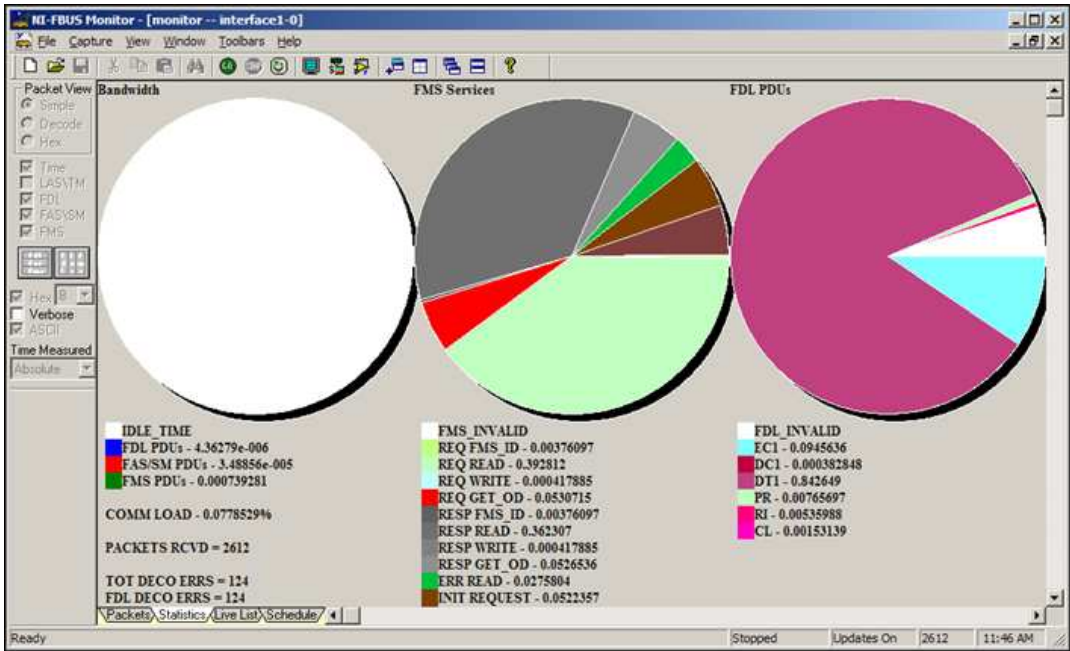 NI-FBUS Monitor - [monitor -- interface1-0]
File Capture View Window Toolbars Help
Packet View
Simple
Decode
Hex
Time
LAS\TM
FDL
FAS\SM
FMS
Hex 8
Verbose
ASCII
Time Measured
Absolute
Bandwidth
IDLE_TIME
FDL PDUs - 4.36279e-006
FAS/SM PDUs - 3.48856e-005
FMS PDUs - 0.000739281
COMM LOAD - 0.0778529%
PACKETS RCVD = 2612
TOT DECO ERRS = 124
FDL DECO ERRS = 124
FMS Services
FMS_INVALID
REQ FMS_ID - 0.00376097
REQ READ - 0.392812
REQ WRITE - 0.000417885
REQ GET_OD - 0.0530715
RESP FMS_ID - 0.00376097
RESP READ - 0.362307
RESP WRITE - 0.000417885
RESP GET_OD - 0.0526536
ERR READ - 0.0275804
INIT REQUEST - 0.0522357
FDL PDUs
FDL_INVALID
EC1 - 0.0945636
DC1 - 0.000382848
DT1 - 0.842649
PR - 0.00765697
RI - 0.00535988
CL - 0.00153139
Packets Statistics Live List Schedule
Ready Stopped Updates On 2612 11:46 AM